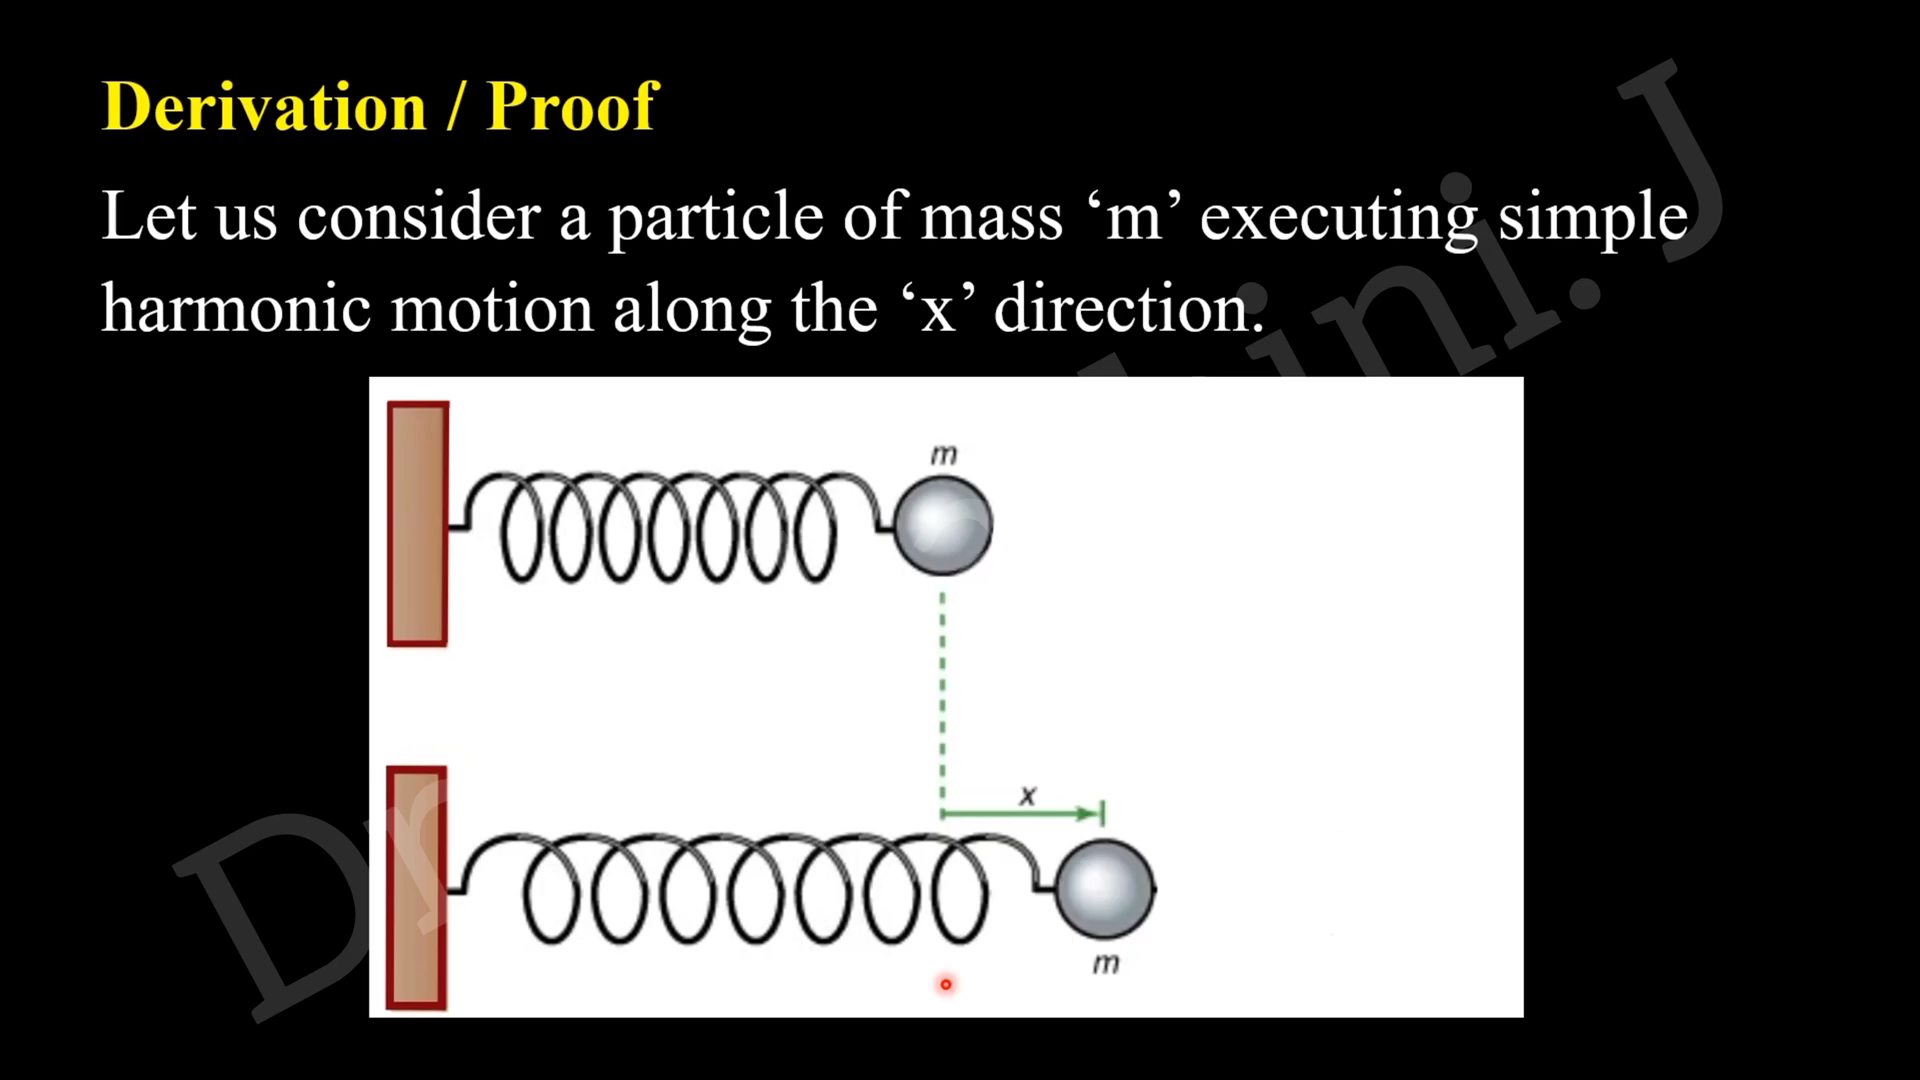 Derivation / Proof
Let us consider a particle of mass ‘m’ executing simple
harmonic motion along the ‘x’ direction.
m
x
m